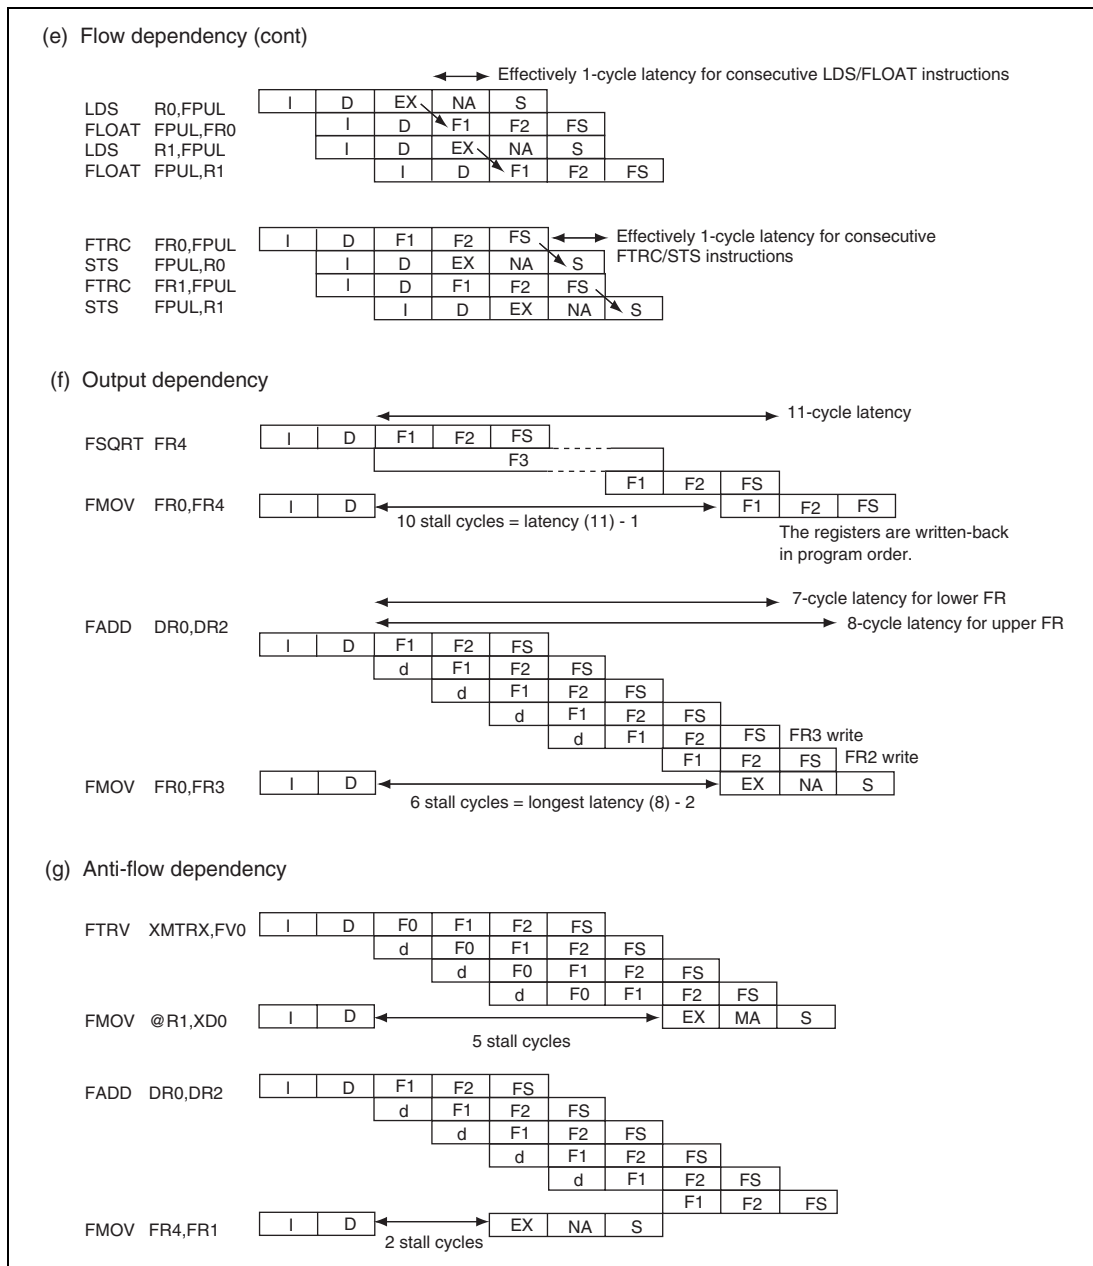 (e) Flow dependency (cont)
Effectively 1-cycle latency for consecutive LDS/FLOAT instructions
LDS R0,FPUL I D EX NA S
FLOAT FPUL,FR0 I D F1 F2 FS
LDS R1,FPUL I D EX NA S
FLOAT FPUL,R1 I D F1 F2 FS
FTRC FR0,FPUL I D F1 F2 FS Effectively 1-cycle latency for consecutive
STS FPUL,R0 I D EX NA S FTRC/STS instructions
FTRC FR1,FPUL I D F1 F2 FS
STS FPUL,R1 I D EX NA S
(f) Output dependency
11-cycle latency
FSQRT FR4 I D F1 F2 FS
F3
F1 F2 FS
FMOV FR0,FR4 I D F1 F2 FS
10 stall cycles = latency (11) - 1
The registers are written-back
in program order.
7-cycle latency for lower FR
8-cycle latency for upper FR
FADD DR0,DR2 I D F1 F2 FS
d F1 F2 FS
d F1 F2 FS
d F1 F2 FS
d F1 F2 FS FR3 write
F1 F2 FS FR2 write
FMOV FR0,FR3 I D EX NA S
6 stall cycles = longest latency (8) - 2
(g) Anti-flow dependency
FTRV XMTRX,FV0 I D F0 F1 F2 FS
d F0 F1 F2 FS
d F0 F1 F2 FS
d F0 F1 F2 FS
FMOV @R1,XD0 I D EX MA S
5 stall cycles
FADD DR0,DR2 I D F1 F2 FS
d F1 F2 FS
d F1 F2 FS
d F1 F2 FS
d F1 F2 FS
F1 F2 FS
FMOV FR4,FR1 I D EX NA S
2 stall cycles